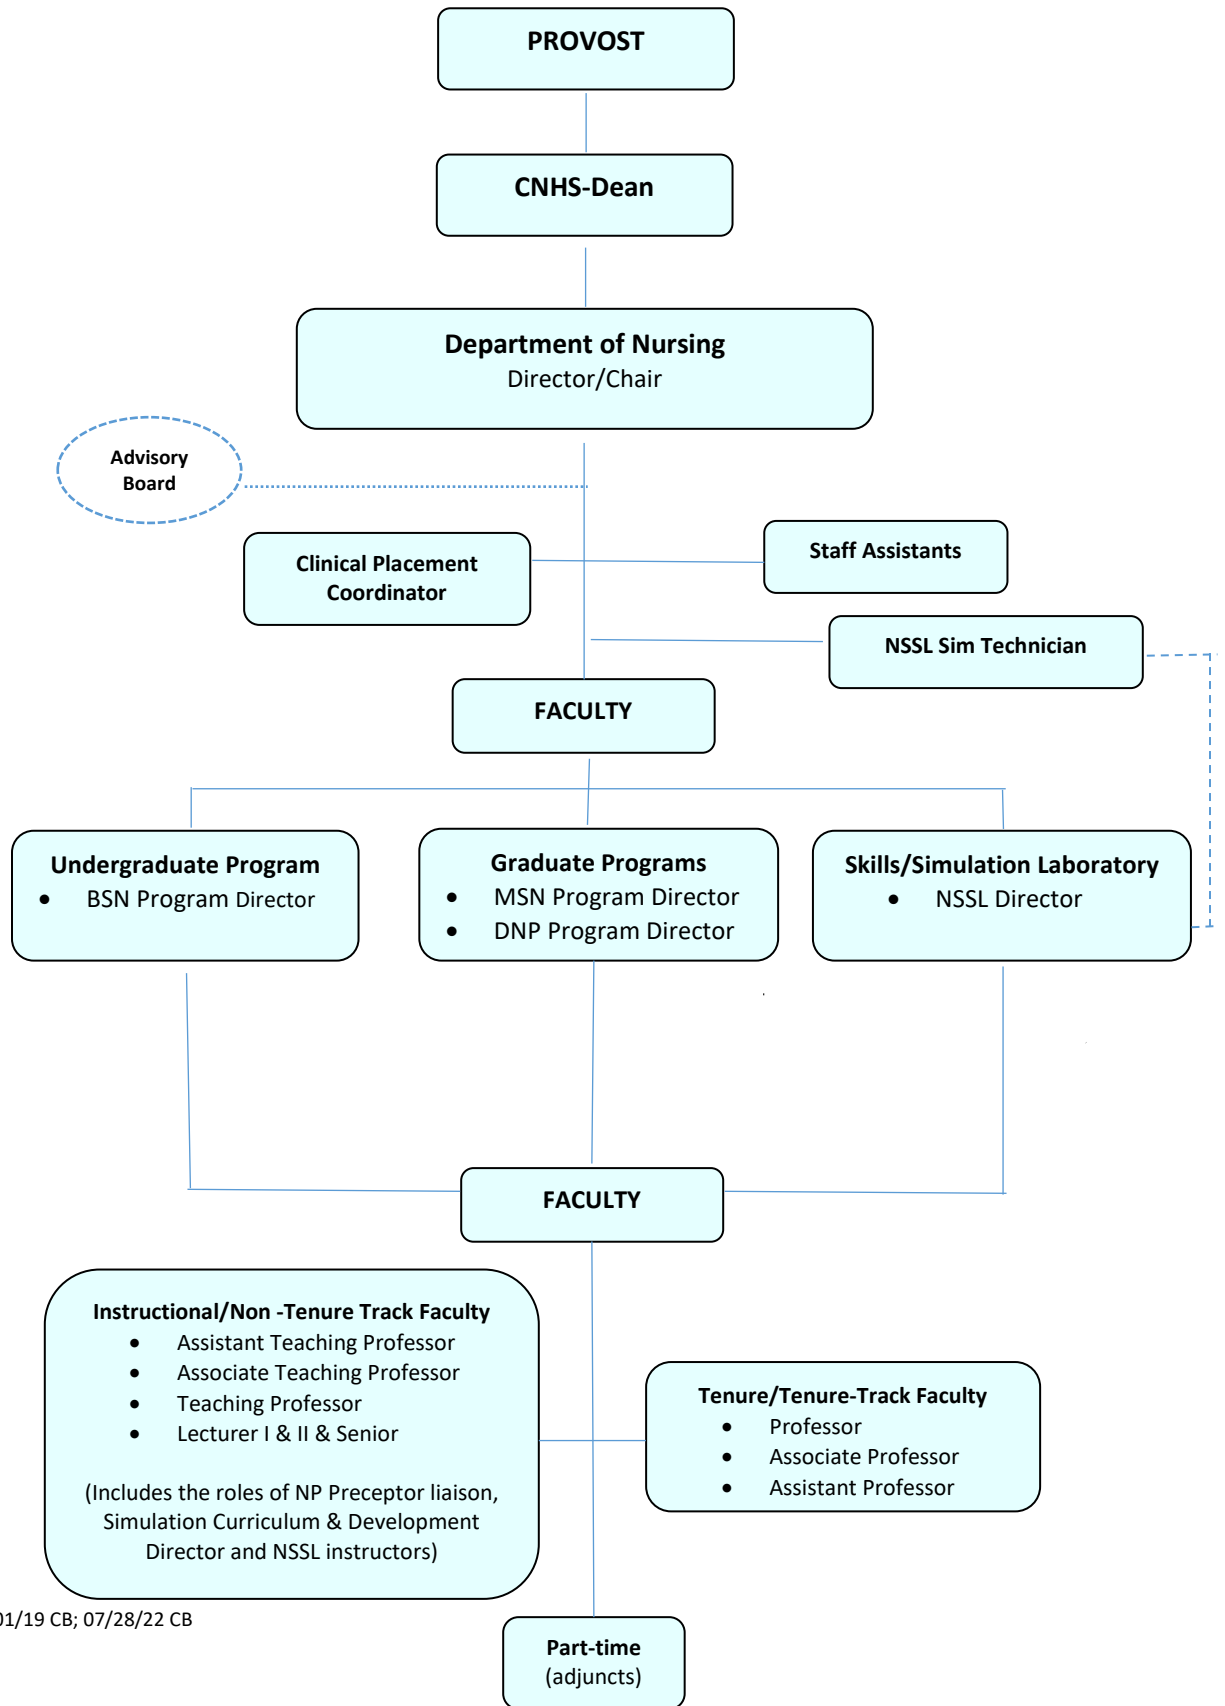 PROVOST
CNHS-Dean
Department of Nursing
Director/Chair
Advisory
Board
Clinical Placement
Coordinator
Staff Assistants
NSSL Sim Technician
FACULTY
Undergraduate Program
• BSN Program Director
Graduate Programs
• MSN Program Director
• DNP Program Director
Skills/Simulation Laboratory
• NSSL Director
FACULTY
Instructional/Non -Tenure Track Faculty
• Assistant Teaching Professor
• Associate Teaching Professor
• Teaching Professor
• Lecturer I & II & Senior
(Includes the roles of NP Preceptor liaison,
Simulation Curriculum & Development
Director and NSSL instructors)
Tenure/Tenure-Track Faculty
• Professor
• Associate Professor
• Assistant Professor
01/19 CB; 07/28/22 CB
Part-time
(adjuncts)